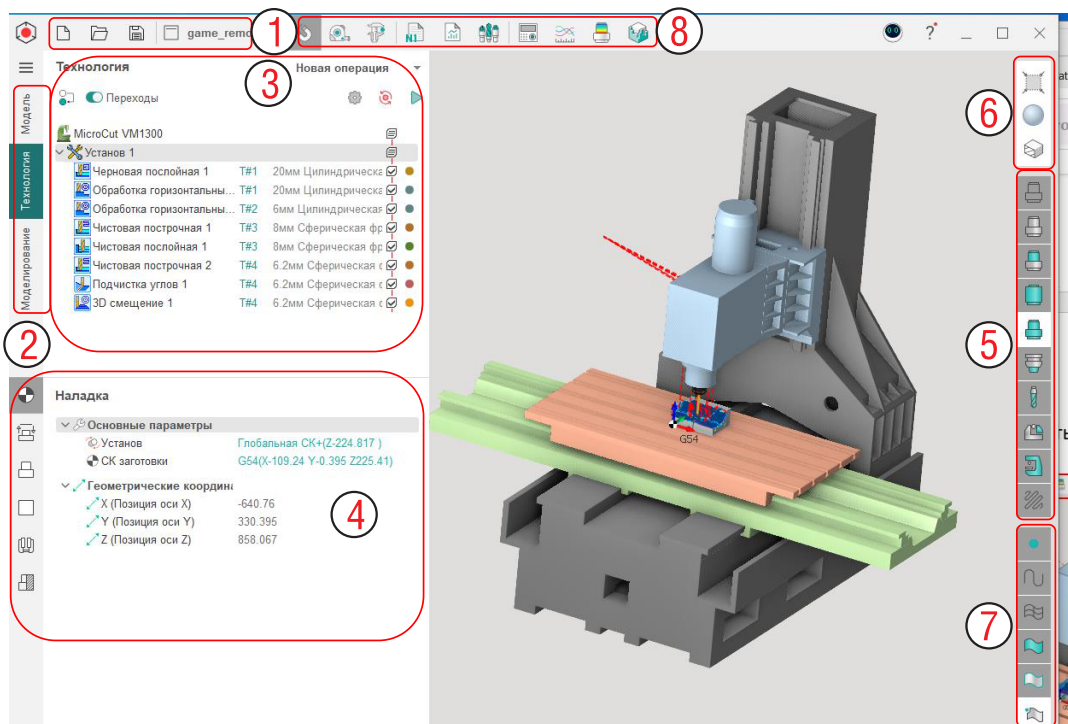 game_remo
1
8
?
Технология
3
Новая операция
Переходы
Модель
Технология
Моделирование
MicroCut VM1300
Установ 1
Черновая послойная 1 T#1 20мм Цилиндрическа
Обработка горизонтальны... T#1 20мм Цилиндрическа
Обработка горизонтальны... T#2 6мм Цилиндрическая
Чистовая построчная 1 T#3 8мм Сферическая фр
Чистовая послойная 1 T#3 8мм Сферическая фр
Чистовая построчная 2 T#4 6.2мм Сферическая с
Подчистка углов 1 T#4 6.2мм Сферическая с
3D смещение 1 T#4 6.2мм Сферическая с
2
6
5
7
G54
Наладка
Основные параметры
Установ Глобальная СК+(Z-224.817 )
СК заготовки G54(X-109.24 Y-0.395 Z225.41)
Геометрические координа
X (Позиция оси X) -640.76
Y (Позиция оси Y) 330.395
Z (Позиция оси Z) 858.067
4